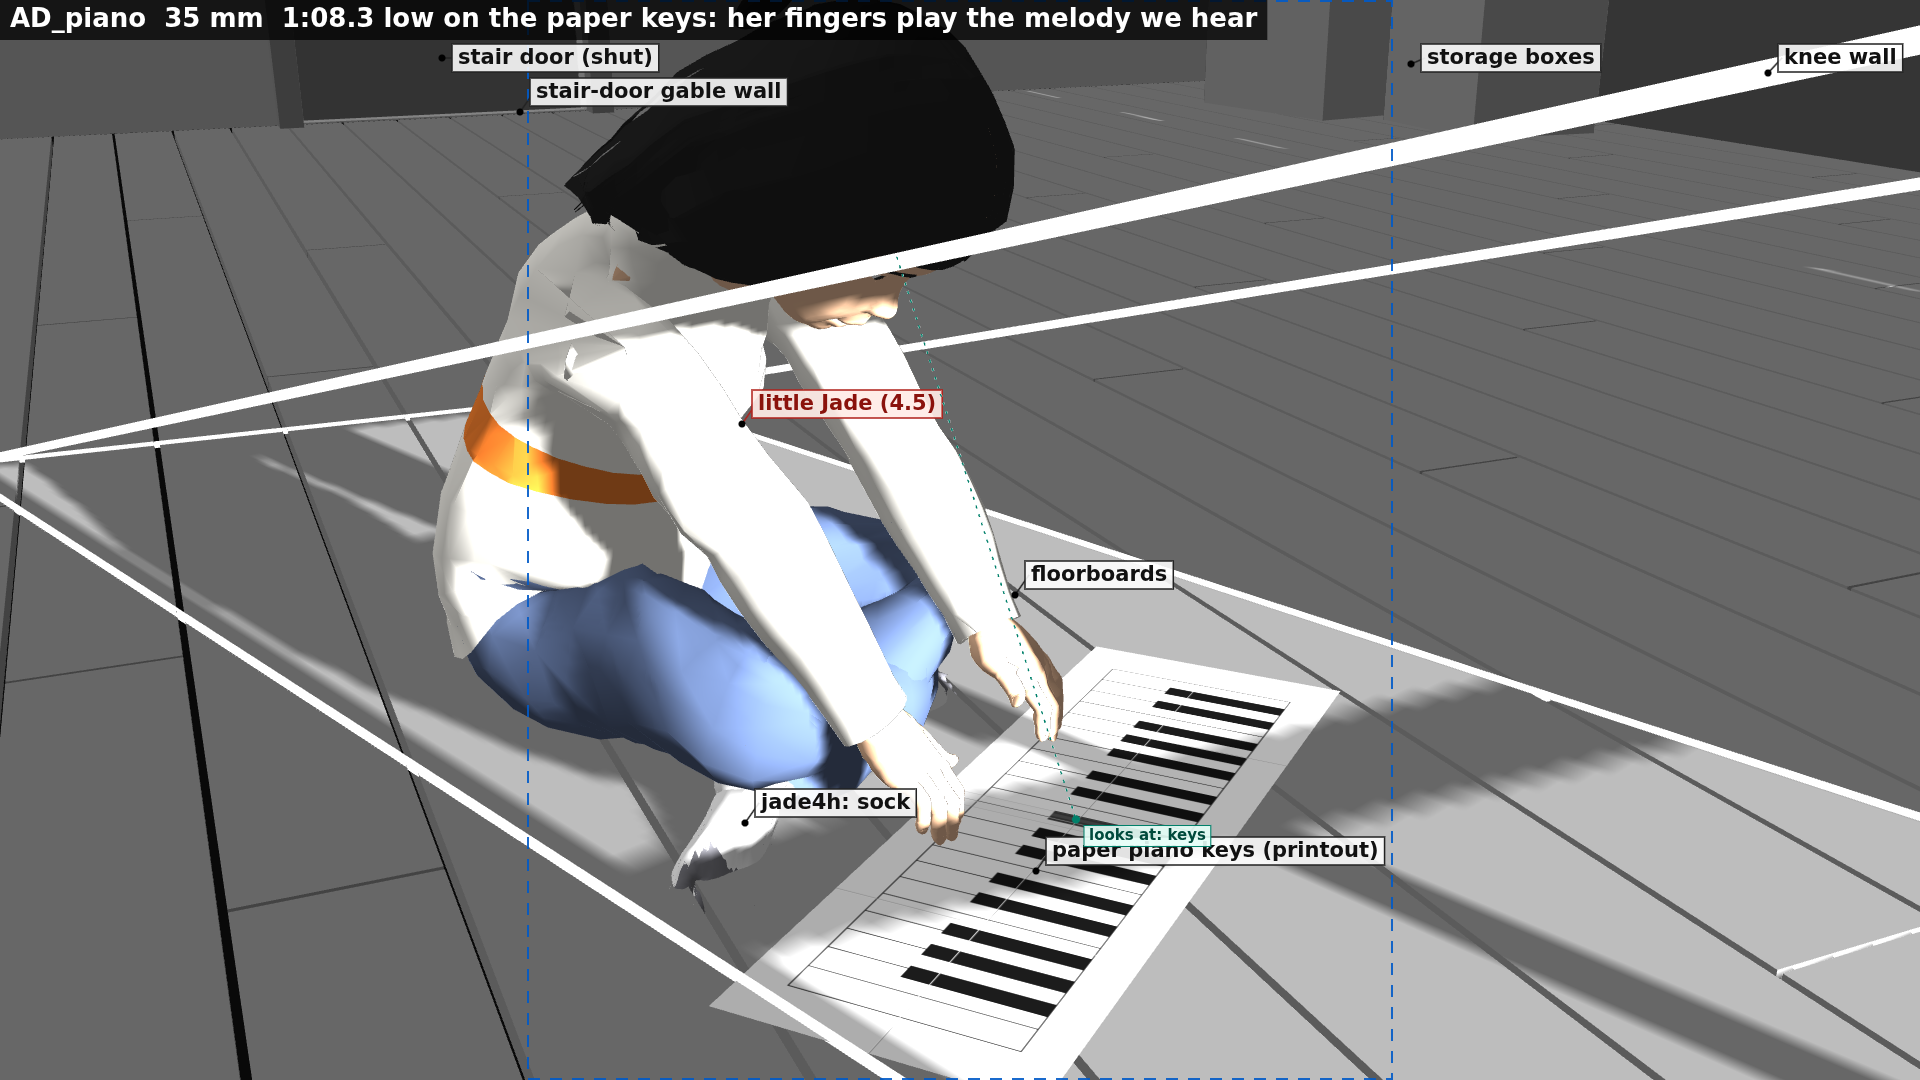 AD_piano 35 mm 1:08.3 low on the paper keys: her fingers play the melody we hear
stair door (shut)
storage boxes
knee wall
stair-door gable wall
little Jade (4.5)
floorboards
jade4h: sock
looks at: keys
paper piano keys (printout)